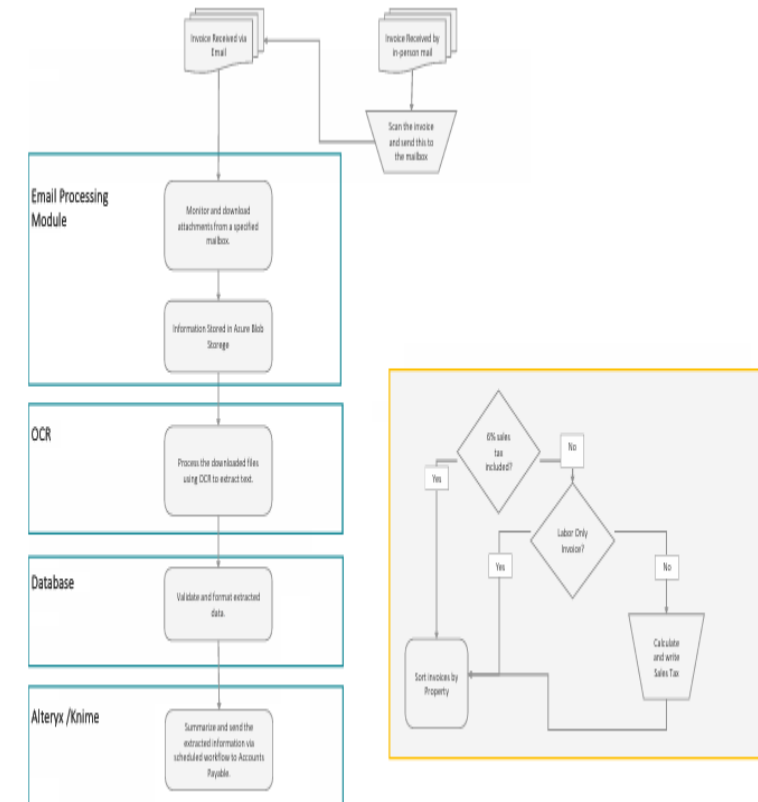 Invoice Received via
Email
Invoice Received by
in-person mail
Scan the invoice
and send this to
the mailbox
Email Processing
Module
Monitor and download
attachments from a specified
mailbox.
Information Stored in Azure Blob
Storege
OCR
Process the downloaded files
using OCR to extract text.
Database
Validate and format extracted
data.
Alteryx /Knime
Summarize and send the
extracted information via
scheduled workflow to Accounts
Payable.
6% sales
tax
included?
No
Yes
Labor Only
Invoice?
Yes
No
Calculate
and write
Sales Tax
Sort invoices by
Property